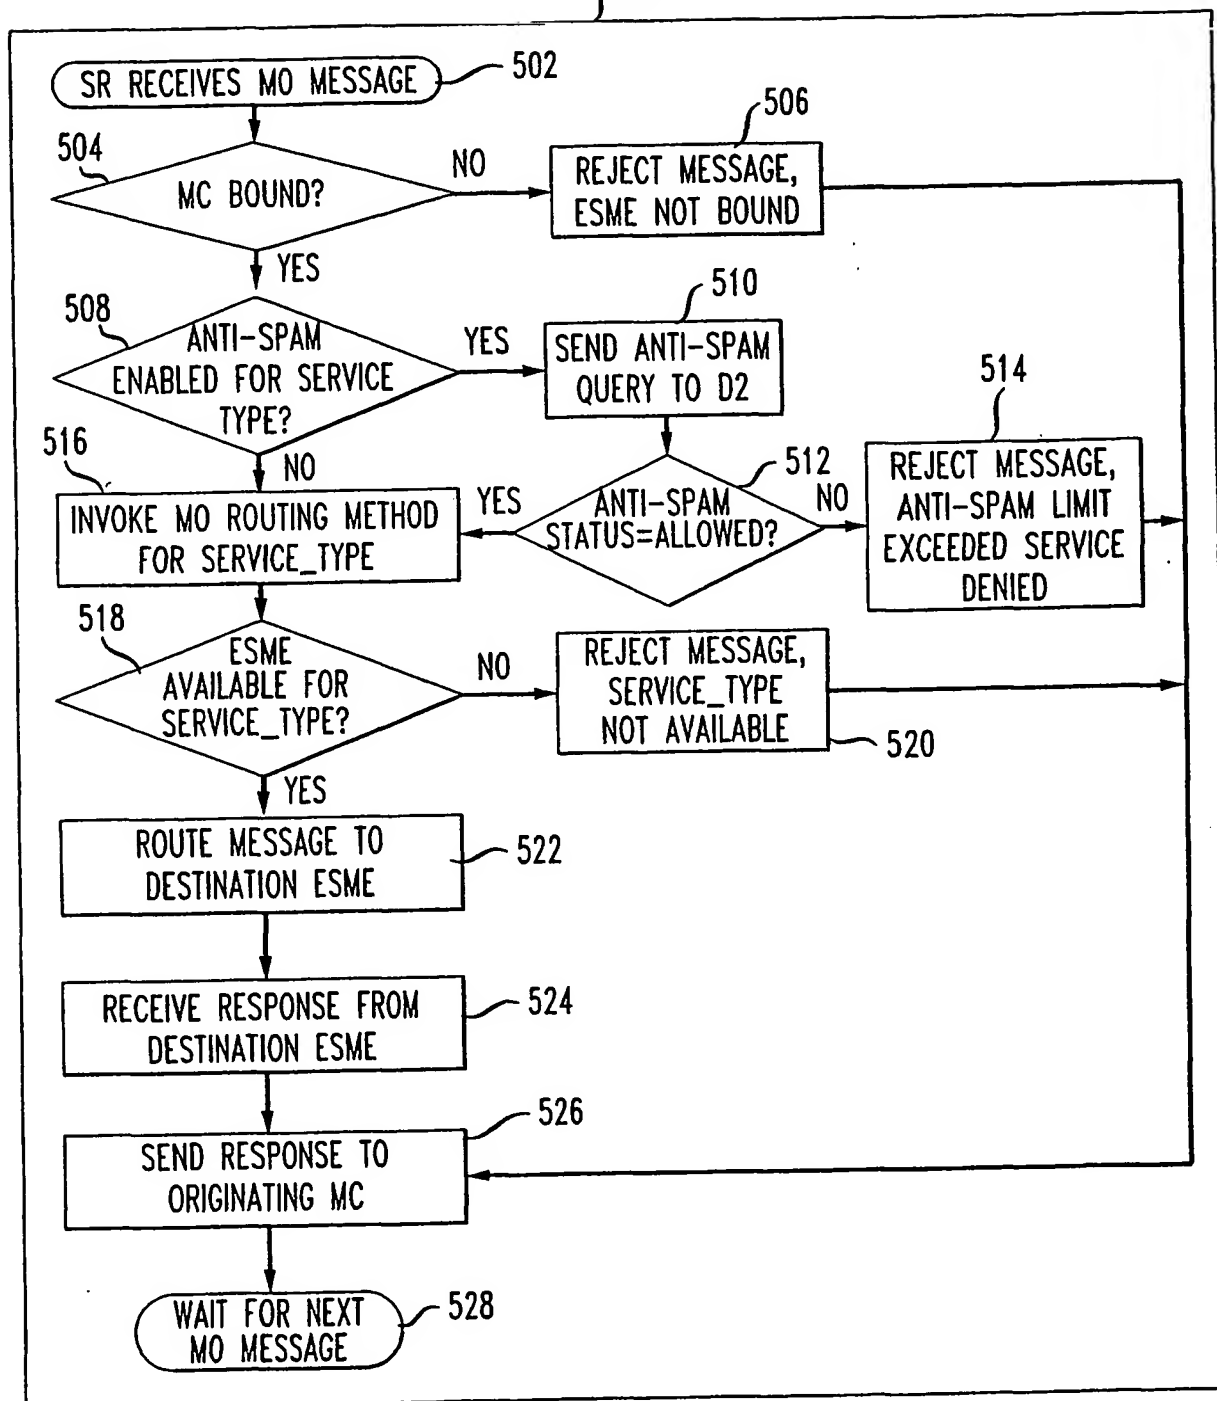 SR RECEIVES MO MESSAGE
502
504
MC BOUND?
NO
506
REJECT MESSAGE,
ESME NOT BOUND
YES
508
ANTI-SPAM
ENABLED FOR SERVICE
TYPE?
YES
510
SEND ANTI-SPAM
QUERY TO D2
NO
512
ANTI-SPAM
STATUS=ALLOWED?
YES
NO
514
REJECT MESSAGE,
ANTI-SPAM LIMIT
EXCEEDED SERVICE
DENIED
516
INVOKE MO ROUTING METHOD
FOR SERVICE_TYPE
518
ESME
AVAILABLE FOR
SERVICE_TYPE?
NO
REJECT MESSAGE,
SERVICE_TYPE
NOT AVAILABLE
520
YES
ROUTE MESSAGE TO
DESTINATION ESME
522
RECEIVE RESPONSE FROM
DESTINATION ESME
524
SEND RESPONSE TO
ORIGINATING MC
526
WAIT FOR NEXT
MO MESSAGE
528